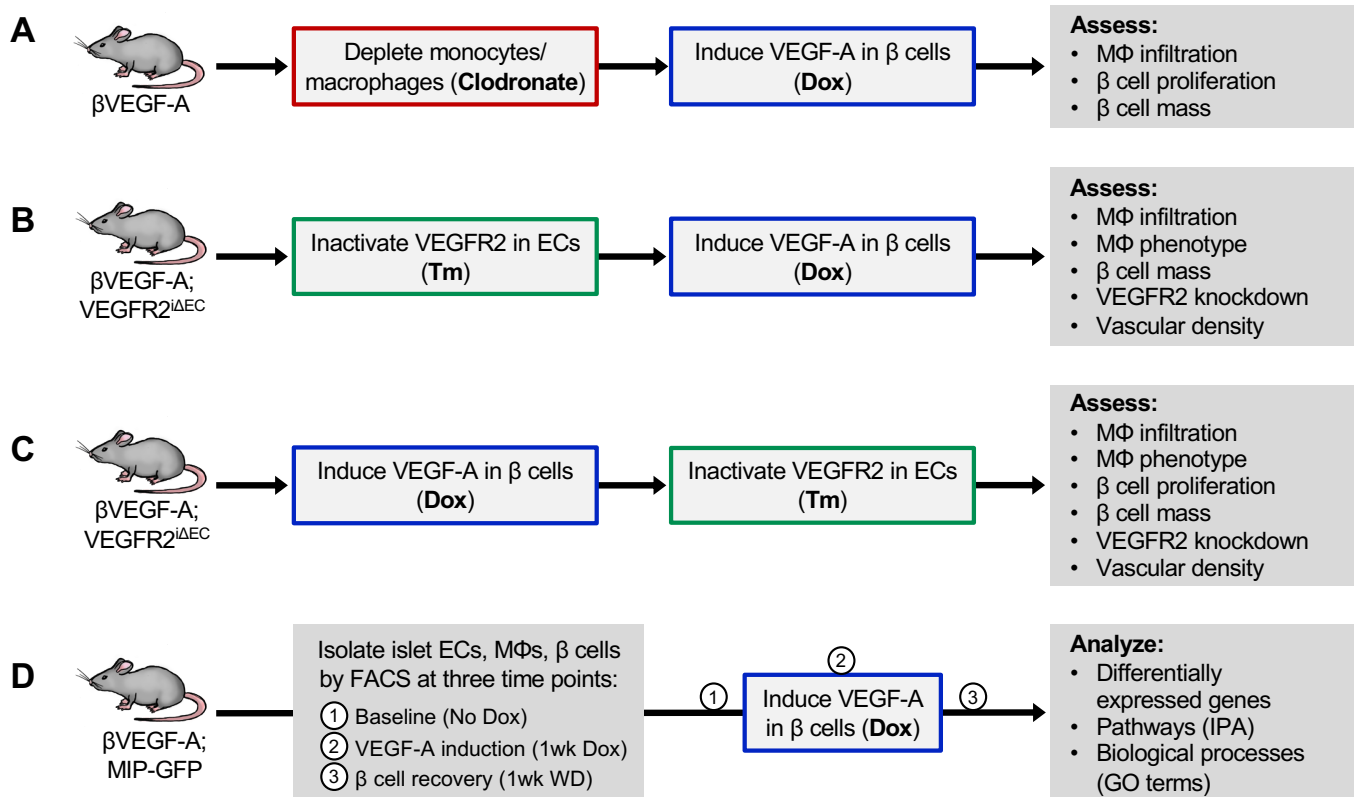 A
βVEGF-A
Deplete monocytes/
macrophages (Clodronate)
Induce VEGF-A in β cells
(Dox)
Assess:
• MΦ infiltration
• β cell proliferation
• β cell mass
B
βVEGF-A;
VEGFR2iΔEC
Inactivate VEGFR2 in ECs
(Tm)
Induce VEGF-A in β cells
(Dox)
Assess:
• MΦ infiltration
• MΦ phenotype
• β cell mass
• VEGFR2 knockdown
• Vascular density
C
βVEGF-A;
VEGFR2iΔEC
Induce VEGF-A in β cells
(Dox)
Inactivate VEGFR2 in ECs
(Tm)
Assess:
• MΦ infiltration
• MΦ phenotype
• β cell proliferation
• β cell mass
• VEGFR2 knockdown
• Vascular density
D
βVEGF-A;
MIP-GFP
Isolate islet ECs, MΦs, β cells
by FACS at three time points:
① Baseline (No Dox)
② VEGF-A induction (1wk Dox)
③ β cell recovery (1wk WD)
①
②
Induce VEGF-A
in β cells (Dox)
③
Analyze:
• Differentially
expressed genes
• Pathways (IPA)
• Biological processes
(GO terms)